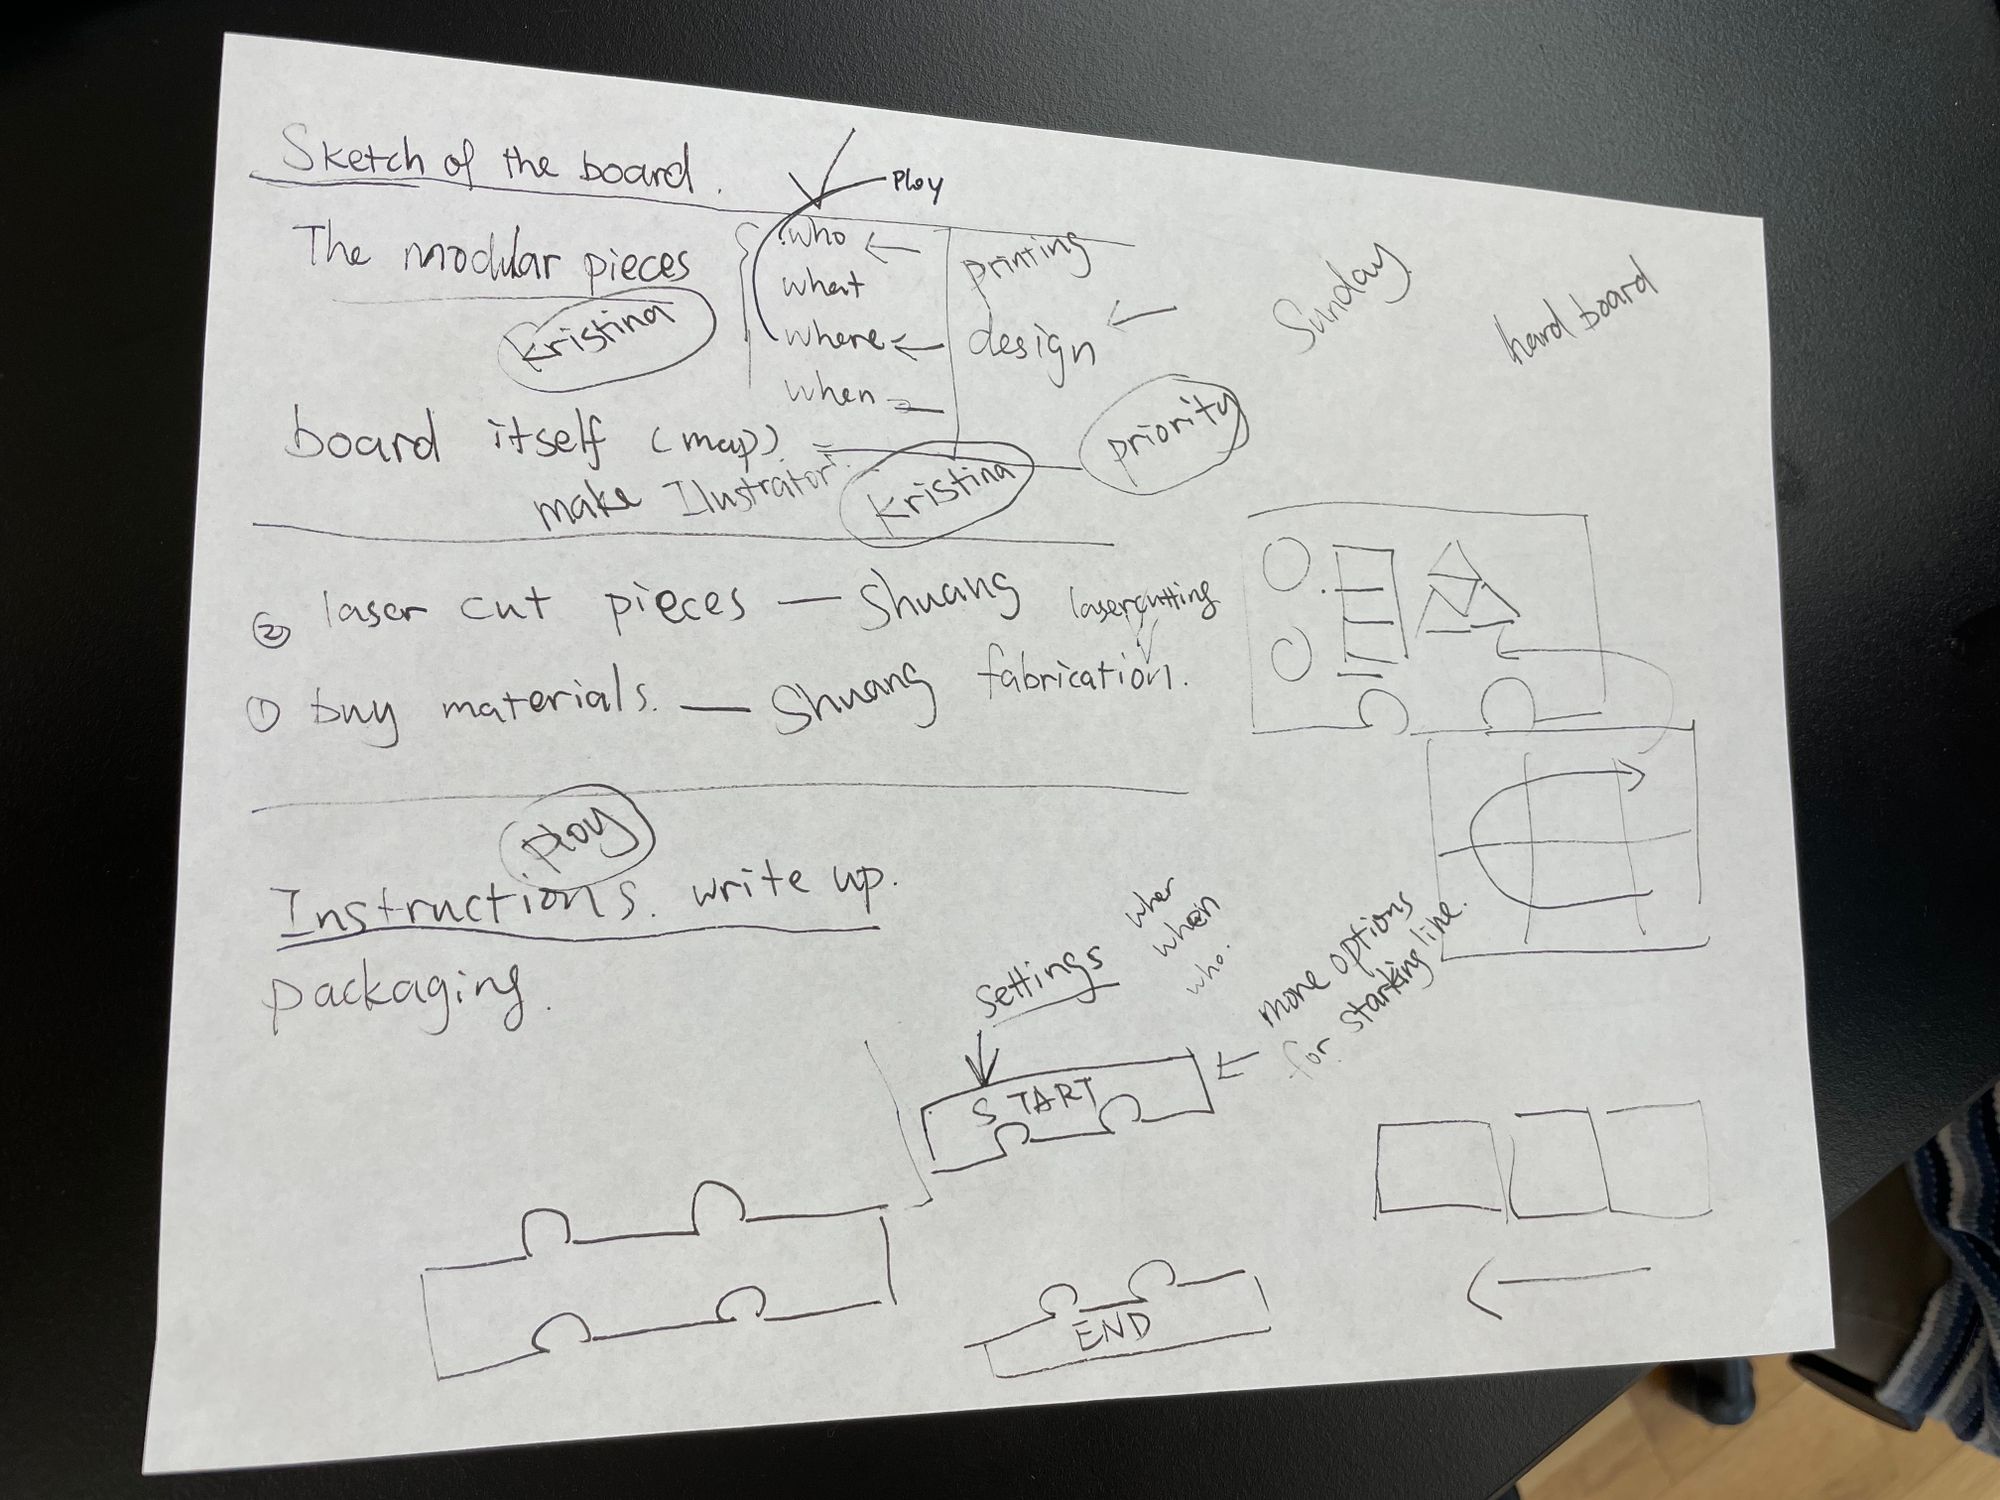 Sketch of the board.
Ploy
The modular pieces
Kristina
who
what
where
when
printing
design
Sunday
hard board
board itself (map)
make Ilustrator
Kristina
priority
② laser cut pieces — Shuang
lasercutting
① buy materials. — Shuang
fabrication.
Ploy
Instructions. write up.
packaging.
settings
wher
when
who.
more options
for starting line.
START
END